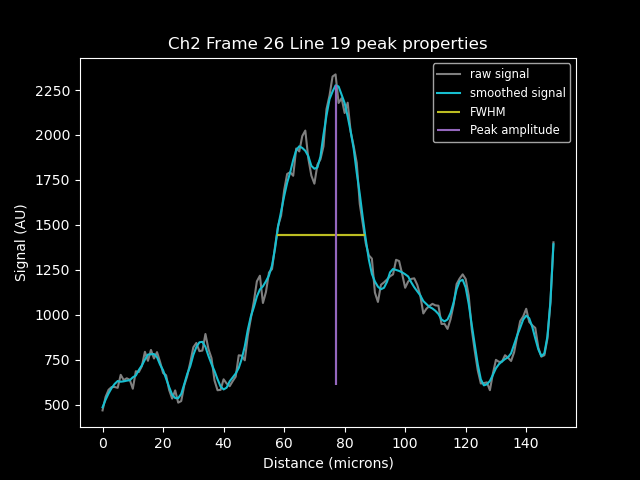 Ch2 Frame 26 Line 19 peak properties
raw signal
smoothed signal
FWHM
Peak amplitude
Signal (AU)
2250
2000
1750
1500
1250
1000
750
500
0 20 40 60 80 100 120 140
Distance (microns)